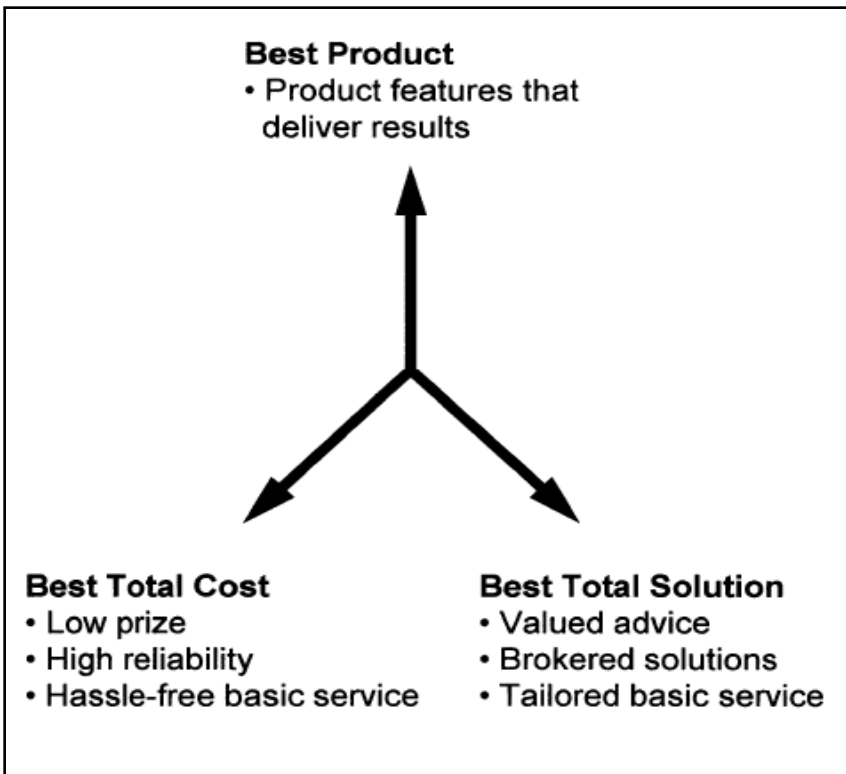 Best Product
• Product features that
deliver results
Best Total Cost
• Low prize
• High reliability
• Hassle-free basic service
Best Total Solution
• Valued advice
• Brokered solutions
• Tailored basic service